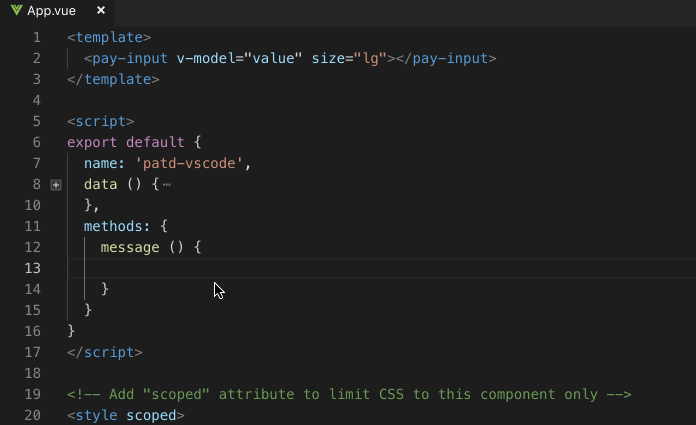 App.vue ×
1 <template>
2 <pay-input v-model="value" size="lg"></pay-input>
3 </template>
4
5 <script>
6 export default {
7 name: 'patd-vscode',
8 data () {⋯
10 },
11 methods: {
12 message () {
13
14 }
15 }
16 }
17 </script>
18
19 <!-- Add "scoped" attribute to limit CSS to this component only -->
20 <style scoped>